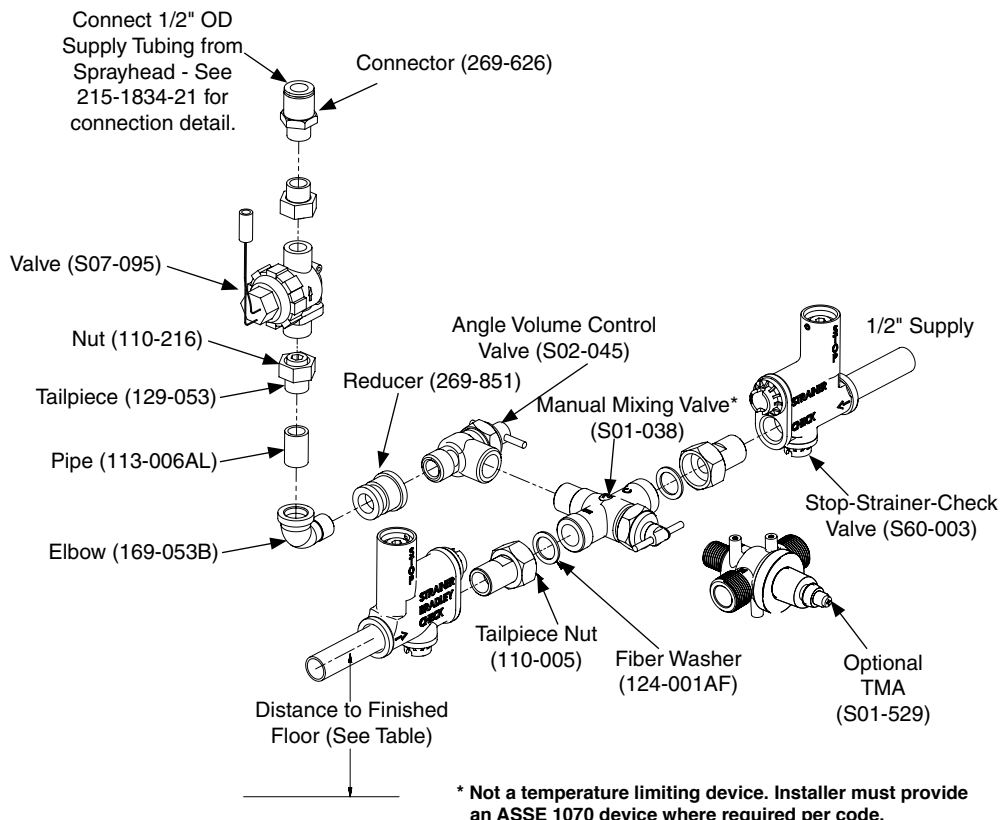 Connect 1/2" OD
Supply Tubing from
Sprayhead - See
215-1834-21 for
connection detail.
Connector (269-626)
Valve (S07-095)
Nut (110-216)
Tailpiece (129-053)
Pipe (113-006AL)
Elbow (169-053B)
Reducer (269-851)
Angle Volume Control
Valve (S02-045)
Manual Mixing Valve*
(S01-038)
1/2" Supply
STOP
STRAINER
CHECK
Stop-Strainer-Check
Valve (S60-003)
STOP
STRAINER
BRADLEY
CHECK
Tailpiece Nut
(110-005)
Fiber Washer
(124-001AF)
Optional
TMA
(S01-529)
Distance to Finished
Floor (See Table)
* Not a temperature limiting device. Installer must provide
an ASSE 1070 device where required per code.